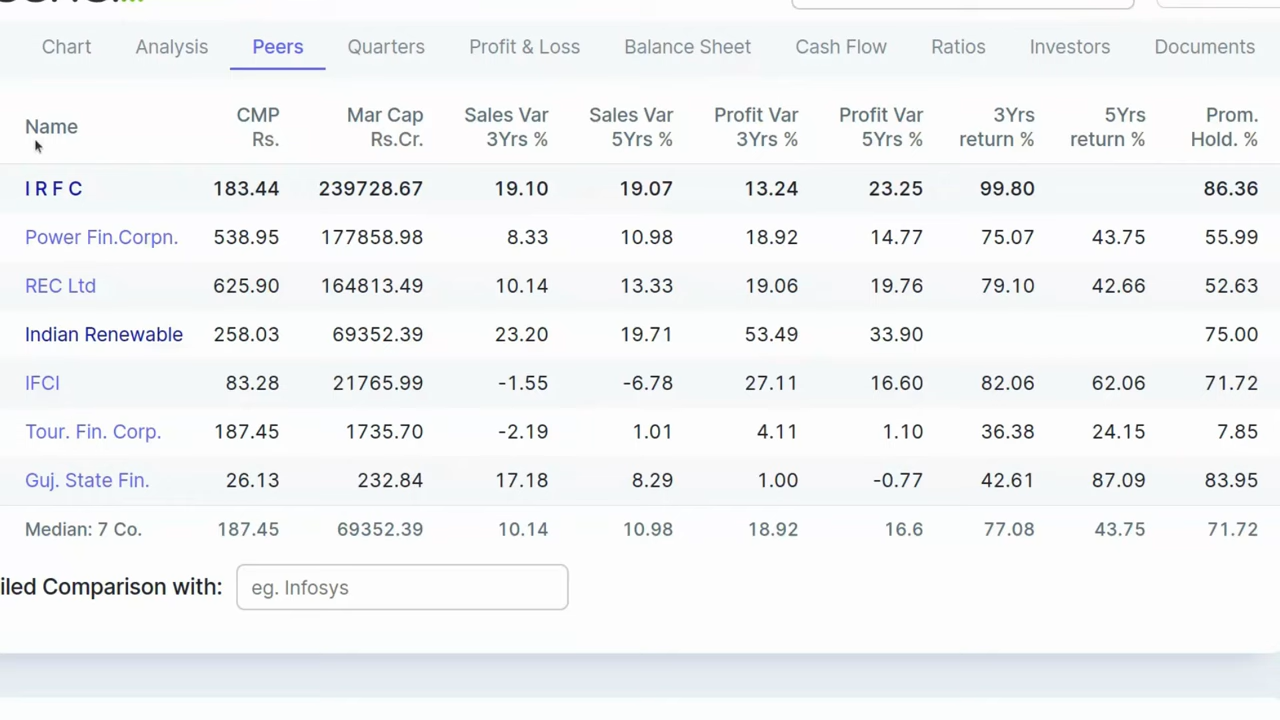 Chart Analysis Peers Quarters Profit & Loss Balance Sheet Cash Flow Ratios Investors Documents
Name CMP Rs. Mar Cap Rs.Cr. Sales Var 3Yrs % Sales Var 5Yrs % Profit Var 3Yrs % Profit Var 5Yrs % 3Yrs return % 5Yrs return % Prom. Hold. %
I R F C 183.44 239728.67 19.10 19.07 13.24 23.25 99.80 86.36
Power Fin.Corpn. 538.95 177858.98 8.33 10.98 18.92 14.77 75.07 43.75 55.99
REC Ltd 625.90 164813.49 10.14 13.33 19.06 19.76 79.10 42.66 52.63
Indian Renewable 258.03 69352.39 23.20 19.71 53.49 33.90 75.00
IFCI 83.28 21765.99 -1.55 -6.78 27.11 16.60 82.06 62.06 71.72
Tour. Fin. Corp. 187.45 1735.70 -2.19 1.01 4.11 1.10 36.38 24.15 7.85
Guj. State Fin. 26.13 232.84 17.18 8.29 1.00 -0.77 42.61 87.09 83.95
Median: 7 Co. 187.45 69352.39 10.14 10.98 18.92 16.6 77.08 43.75 71.72
iled Comparison with: eg. Infosys